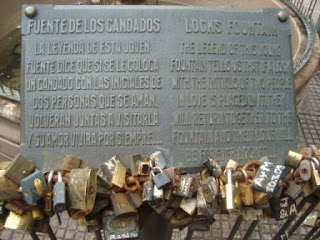 FUENTE DE LOS CANDADOS
LA LEYENDA DE ESTA JOVEN
FUENTE DICE QUE SI SE LE COLOCA
UN CANDADO CON LAS INICIALES DE
DOS PERSONAS QUE SE AMAN,
VOLVERAN JUNTAS A VISITARLA
Y SU AMOR VIVIRA POR SIEMPRE
LOCKS FOUNTAIN
THE LEGEND OF THIS YOUNG
FOUNTAIN TELLS US THAT IF A LOCK
WITH THE INITIALS OF TWO PEOPLE
IN LOVE IS PLACED IN IT, THEY
WILL RETURN TOGETHER TO THE
FOUNTAIN AND THEIR LOVE